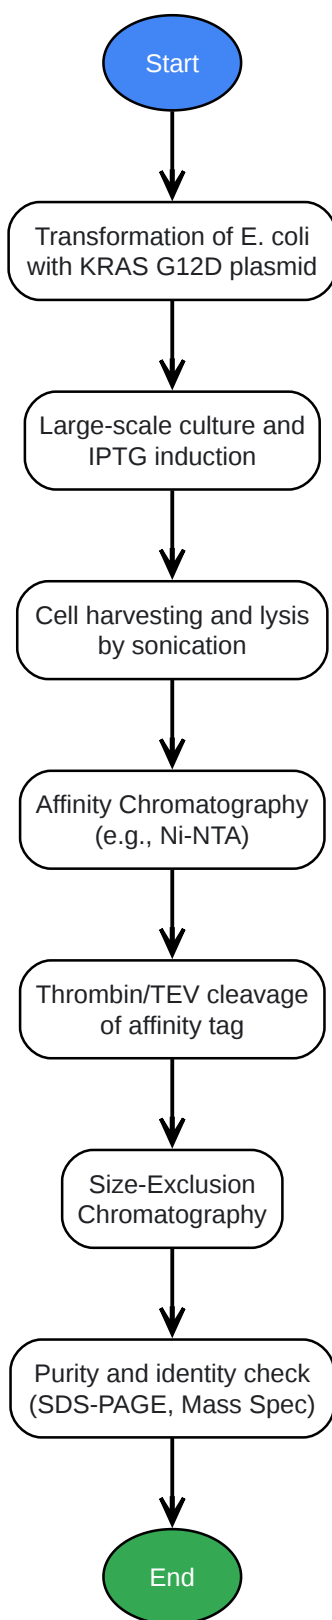 Start
Transformation of E. coli
with KRAS G12D plasmid
Large-scale culture and
IPTG induction
Cell harvesting and lysis
by sonication
Affinity Chromatography
(e.g., Ni-NTA)
Thrombin/TEV cleavage
of affinity tag
Size-Exclusion
Chromatography
Purity and identity check
(SDS-PAGE, Mass Spec)
End